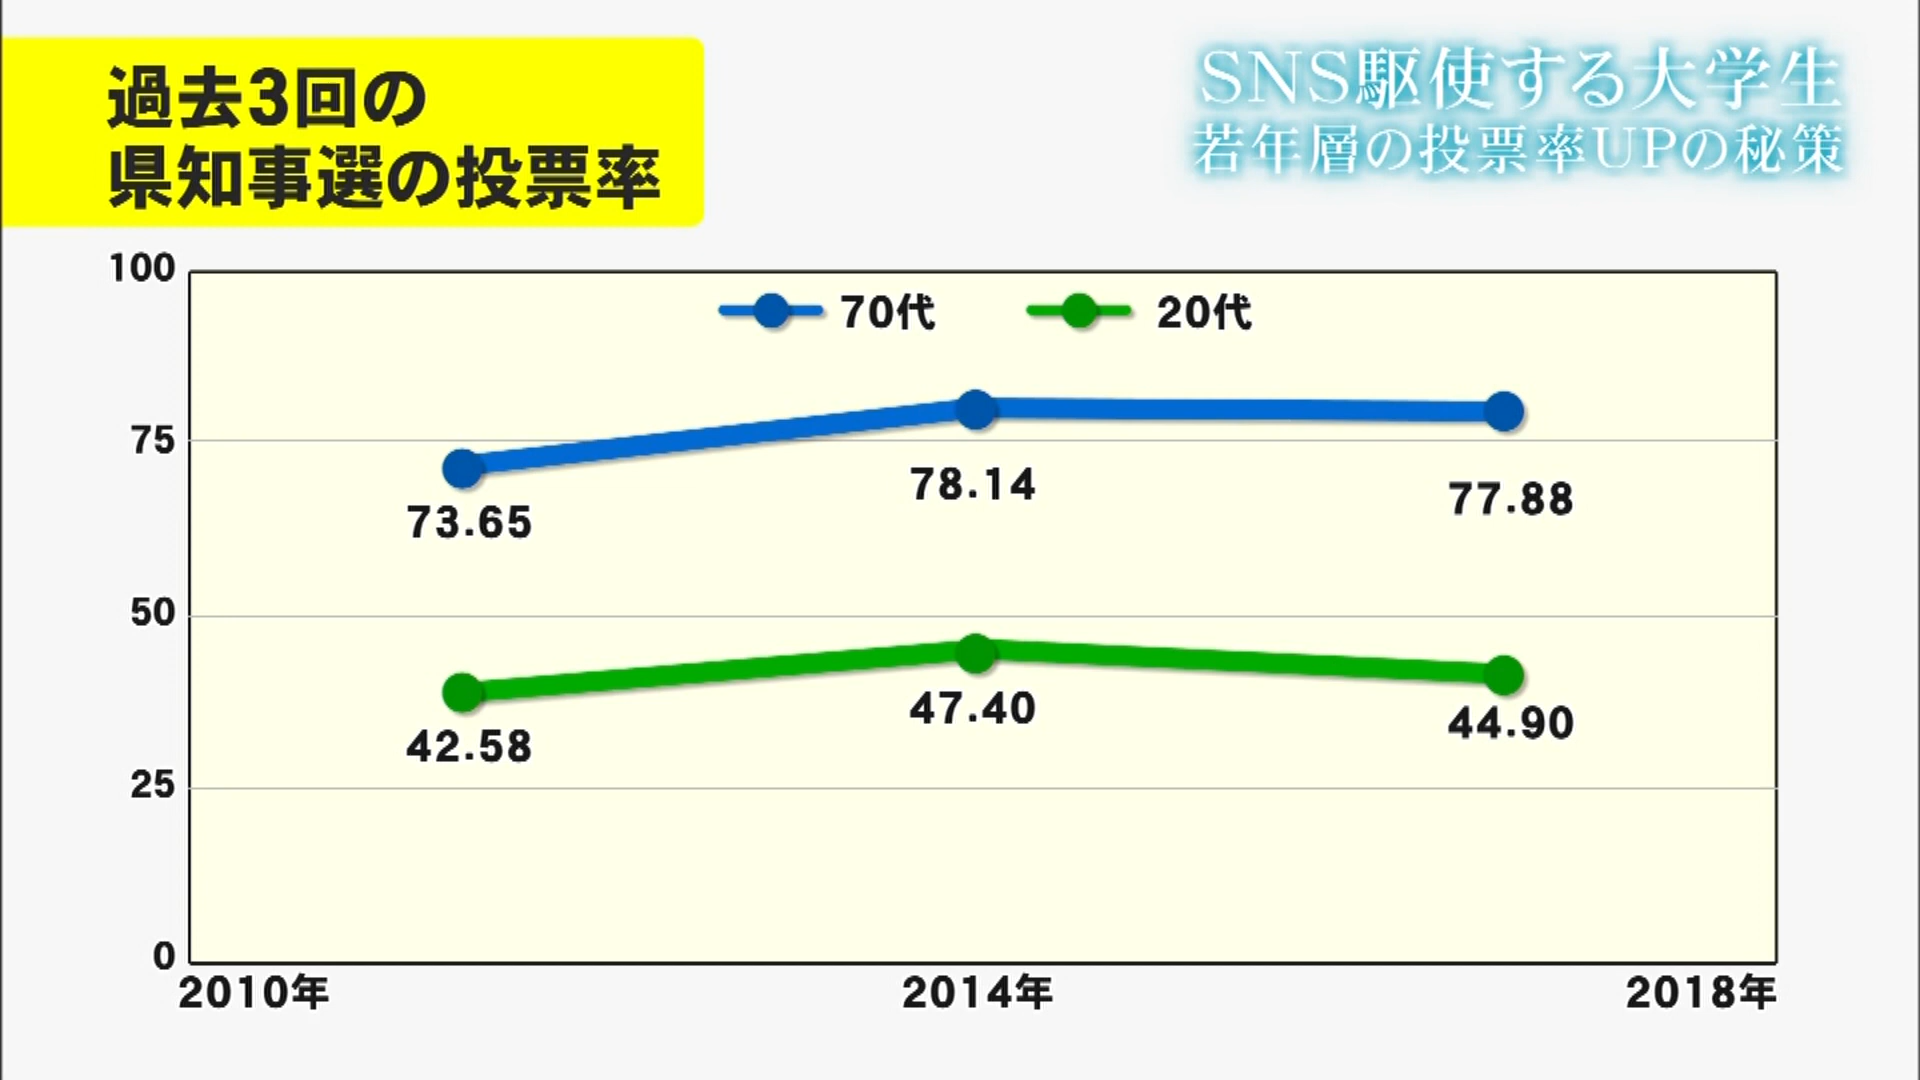 過去3回の
県知事選の投票率
SNS駆使する大学生
若年層の投票率UPの秘策
100
70代
20代
75
73.65
78.14
77.88
50
42.58
47.40
44.90
25
0
2010年
2014年
2018年